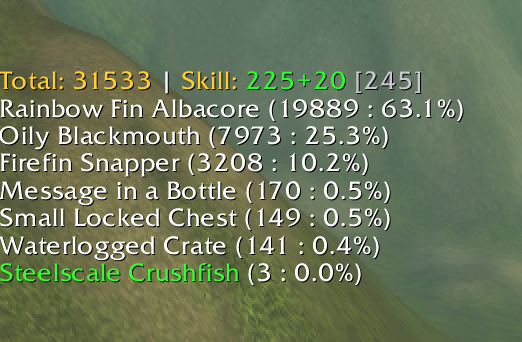 Total: 31533 | Skill: 225+20 [245]
Rainbow Fin Albacore (19889 : 63.1%)
Oily Blackmouth (7973 : 25.3%)
Firefin Snapper (3208 : 10.2%)
Message in a Bottle (170 : 0.5%)
Small Locked Chest (149 : 0.5%)
Waterlogged Crate (141 : 0.4%)
Steelscale Crushfish (3 : 0.0%)